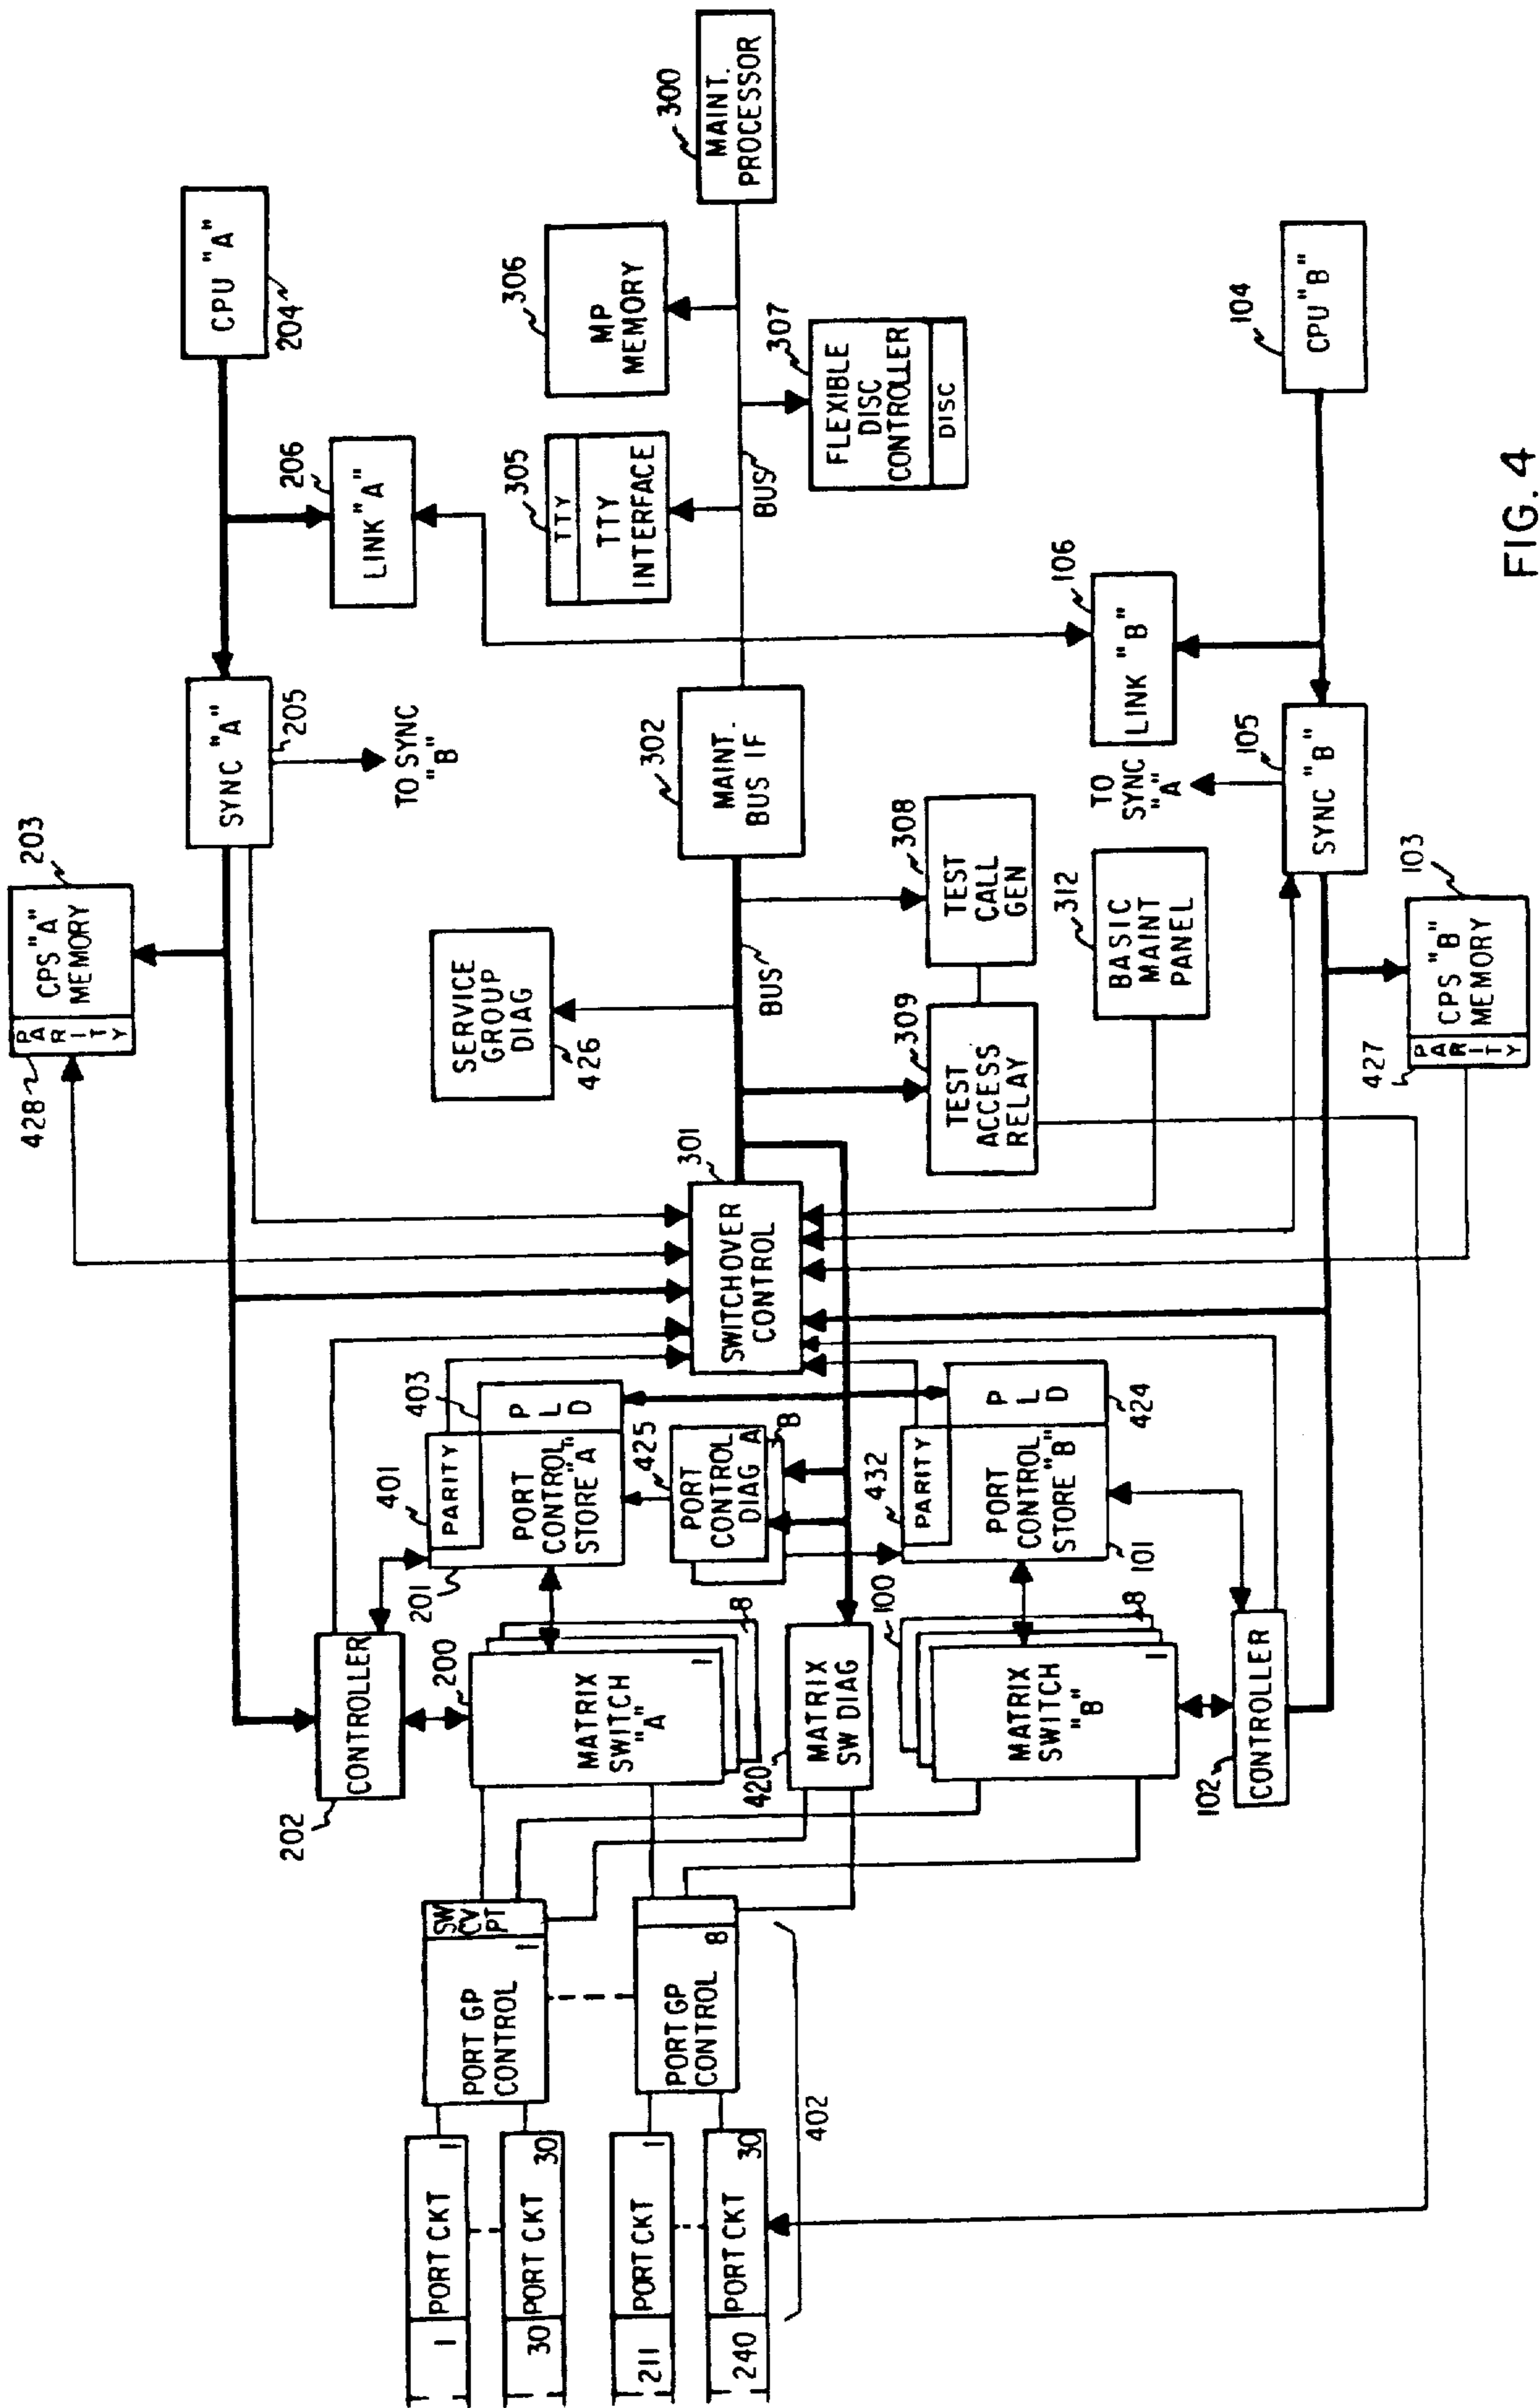 1
PORT CKT
1
30
PORT CKT
30
211
PORT CKT
1
240
PORT CKT
30
402
PORT GP
CONTROL
1
SW
CV
PT
PORT GP
CONTROL
8
202
CONTROLLER
200
MATRIX
SWITCH
"A"
1
8
420
MATRIX
SW DIAG
100
MATRIX
SWITCH
"B"
1
8
102
CONTROLLER
201
401
PARITY
403
PORT
CONTROL
STORE "A"
P
L
D
425
PORT
CONTROL
DIAG A
B
432
PARITY
PORT
CONTROL
STORE "B"
P
L
D
424
101
301
SWITCHOVER
CONTROL
428
P
A
R
I
T
Y
CPS "A"
MEMORY
203
SERVICE
GROUP
DIAG
426
BUS
309
TEST
ACCESS
RELAY
308
TEST
CALL
GEN
312
BASIC
MAINT
PANEL
427
P
A
R
I
T
Y
CPS "B"
MEMORY
103
SYNC "A"
205
TO SYNC
"B"
302
MAINT.
BUS IF
TO
SYNC
"A"
105
SYNC "B"
206
LINK "A"
106
LINK "B"
305
TTY
TTY
INTERFACE
BUS
306
MP
MEMORY
307
FLEXIBLE
DISC
CONTROLLER
DISC
CPU "A"
204
300
MAINT.
PROCESSOR
104
CPU "B"
FIG. 4